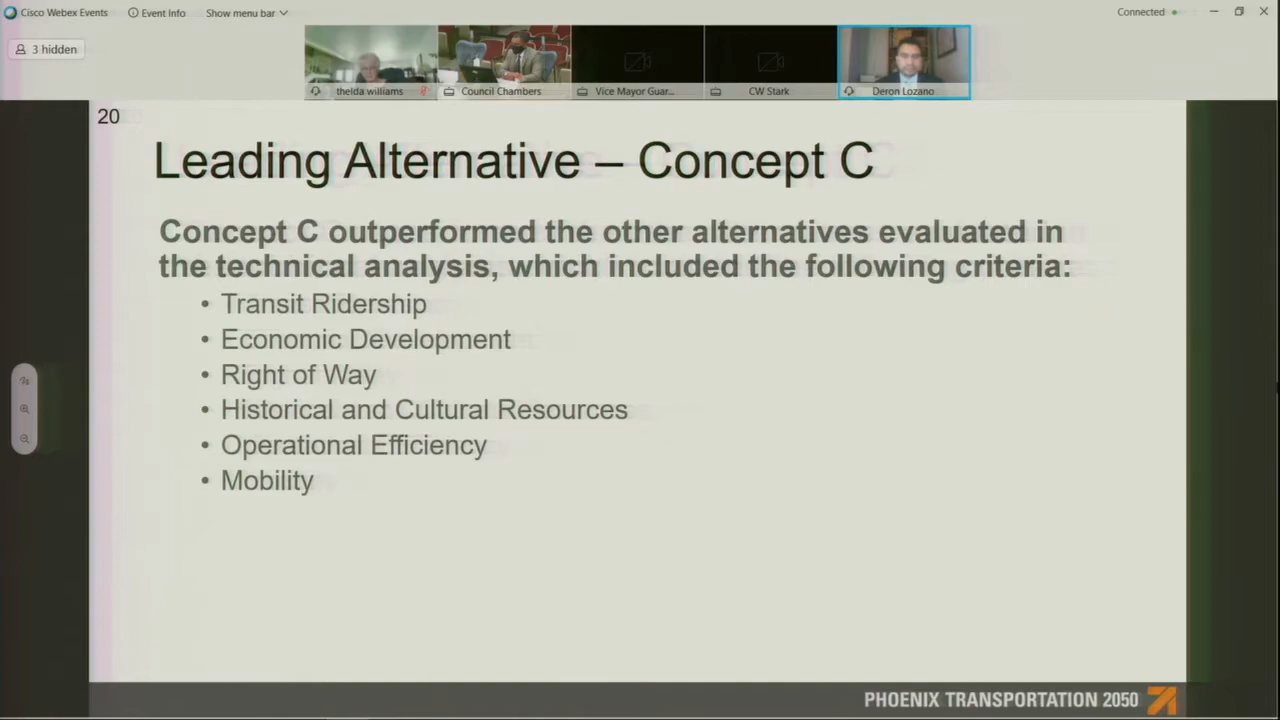 Cisco Webex Events
Event Info
Show menu bar
Connected
3 hidden
thelda williams
Council Chambers
Vice Mayor Guar...
CW Stark
Deron Lozano
20
Leading Alternative – Concept C
Concept C outperformed the other alternatives evaluated in
the technical analysis, which included the following criteria:
• Transit Ridership
• Economic Development
• Right of Way
• Historical and Cultural Resources
• Operational Efficiency
• Mobility
PHOENIX TRANSPORTATION 2050